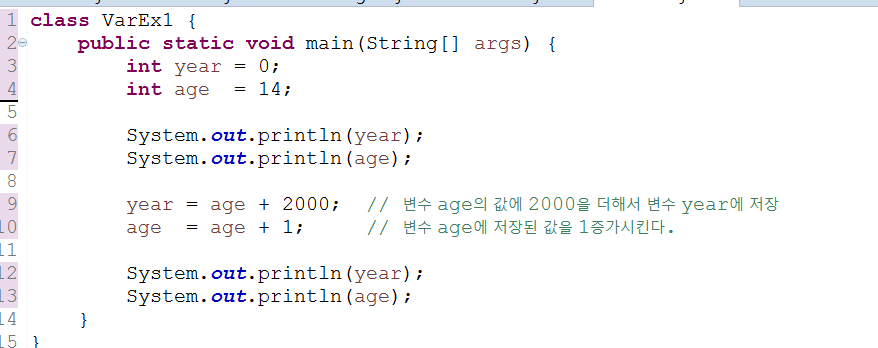 1 class VarEx1 {
2 public static void main(String[] args) {
3 int year = 0;
4 int age  = 14;
5
6 System.out.println(year);
7 System.out.println(age);
8
9 year = age + 2000;  // 변수 age의 값에 2000을 더해서 변수 year에 저장
10 age  = age + 1;     // 변수 age에 저장된 값을 1증가시킨다.
11
12 System.out.println(year);
13 System.out.println(age);
14 }
15 }